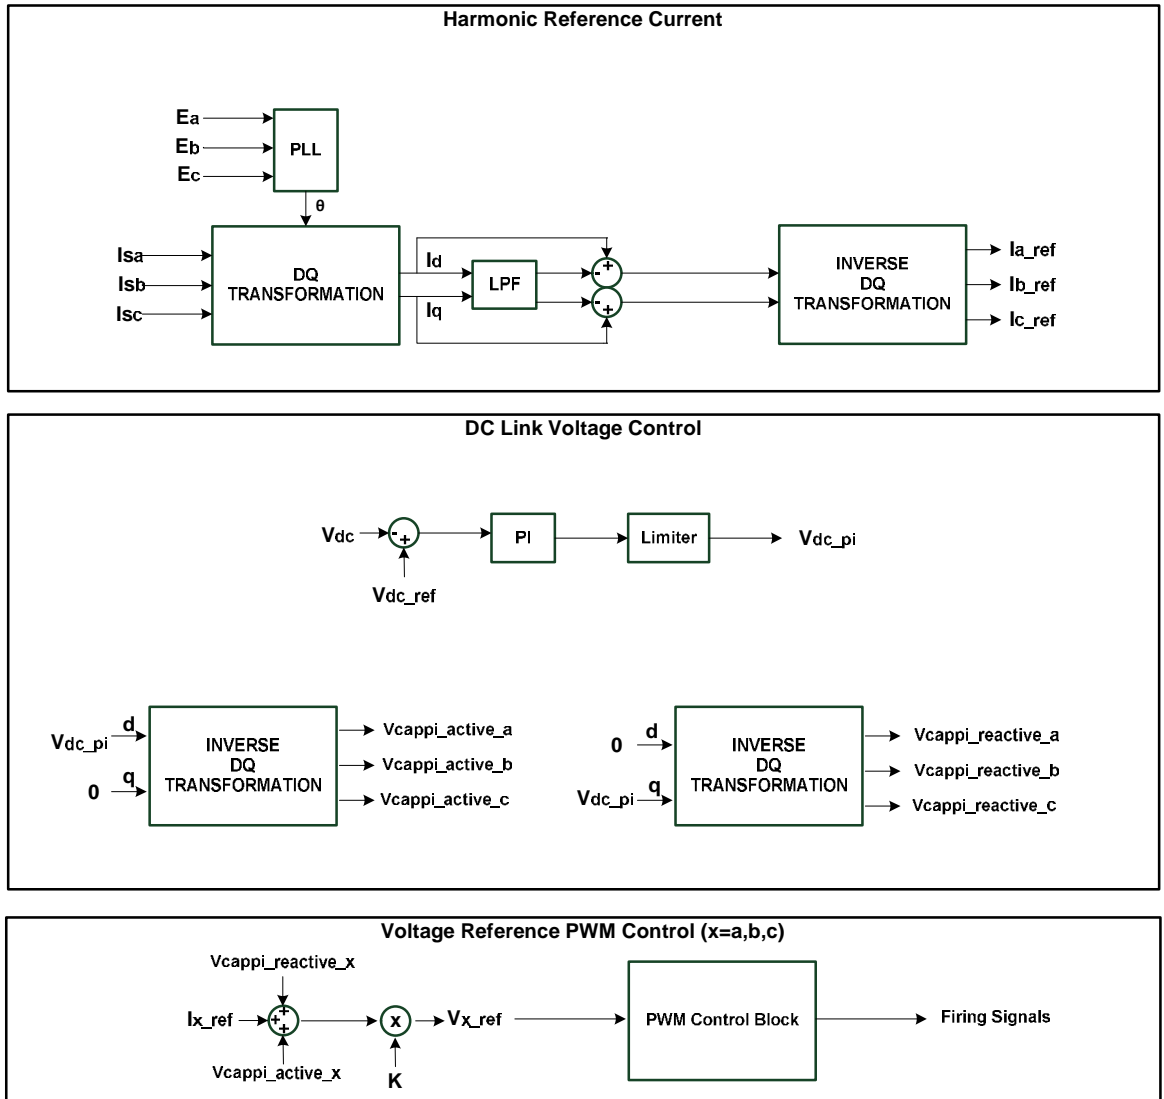 Harmonic Reference Current
Ea
Eb
Ec
PLL
θ
Isa
Isb
Isc
DQ
TRANSFORMATION
Id
Iq
LPF
-
+
-
+
INVERSE
DQ
TRANSFORMATION
Ia_ref
Ib_ref
Ic_ref
DC Link Voltage Control
Vdc
-
+
Vdc_ref
PI
Limiter
Vdc_pi
Vdc_pi
d
0
q
INVERSE
DQ
TRANSFORMATION
Vcappi_active_a
Vcappi_active_b
Vcappi_active_c
0
d
Vdc_pi
q
INVERSE
DQ
TRANSFORMATION
Vcappi_reactive_a
Vcappi_reactive_b
Vcappi_reactive_c
Voltage Reference PWM Control (x=a,b,c)
Vcappi_reactive_x
Ix_ref
+
+
+
Vcappi_active_x
x
K
Vx_ref
PWM Control Block
Firing Signals